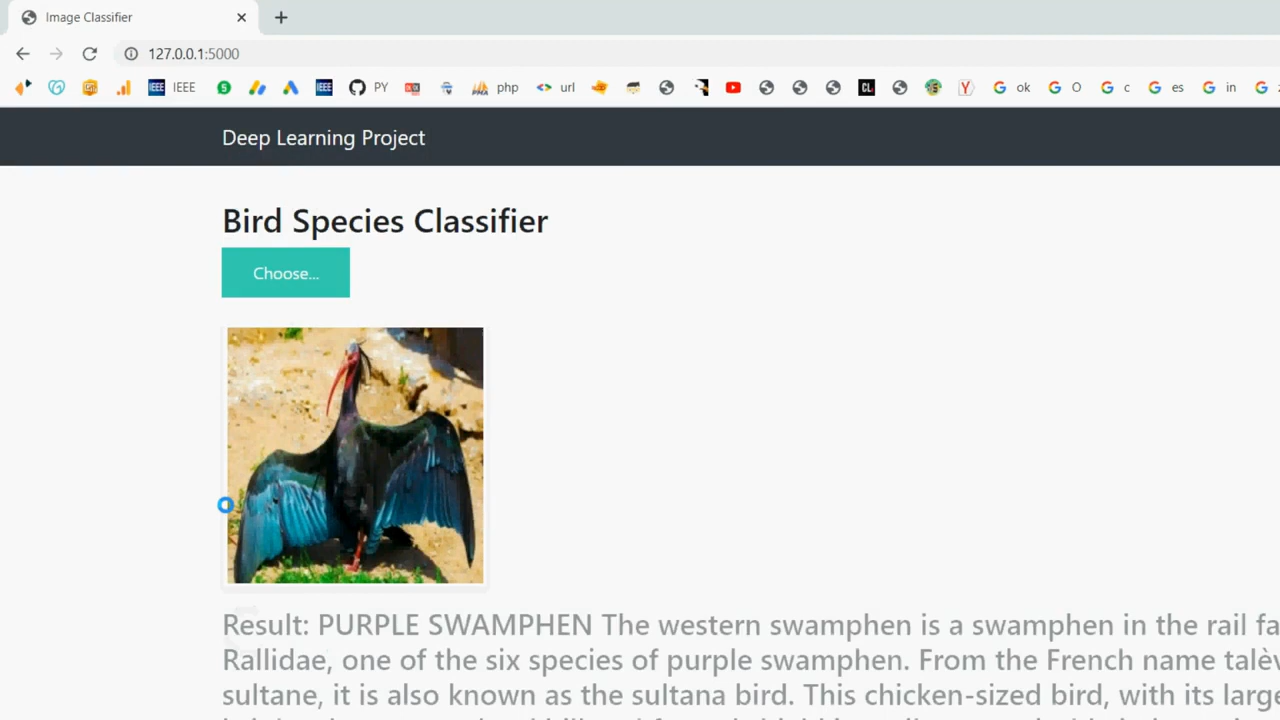 Image Classifier
127.0.0.1:5000
IEEE PY php url ok O c es in
Deep Learning Project
Bird Species Classifier
Choose...
Result: PURPLE SWAMPHEN The western swamphen is a swamphen in the rail fa
Rallidae, one of the six species of purple swamphen. From the French name talèv
sultane, it is also known as the sultana bird. This chicken-sized bird, with its large